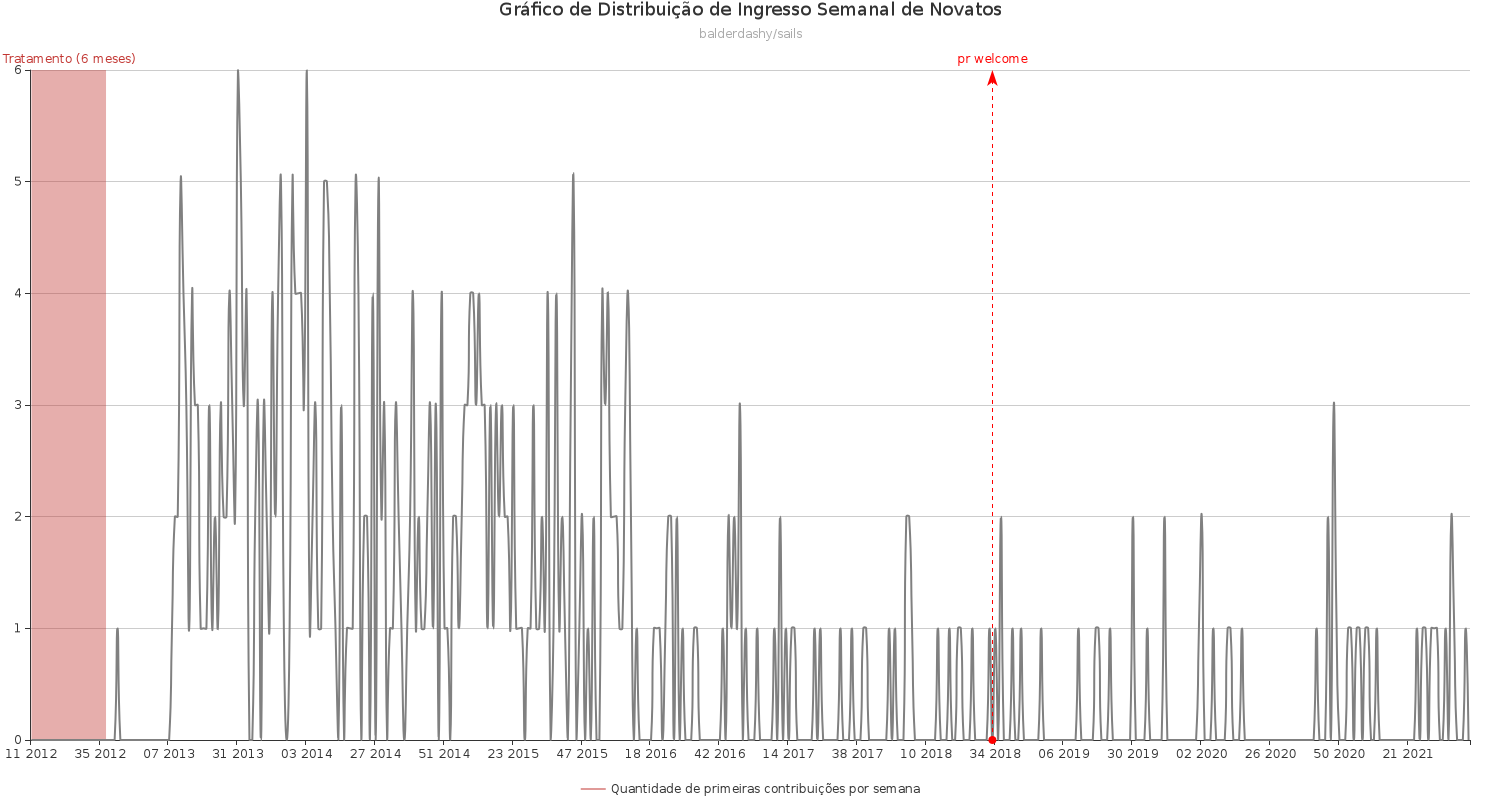 Gráfico de Distribuição de Ingresso Semanal de Novatos
balderdashy/sails
Tratamento (6 meses)
pr welcome
6
5
4
3
2
1
0
11 2012 35 2012 07 2013 31 2013 03 2014 27 2014 51 2014 23 2015 47 2015 18 2016 42 2016 14 2017 38 2017 10 2018 34 2018 06 2019 30 2019 02 2020 26 2020 50 2020 21 2021
Quantidade de primeiras contribuições por semana